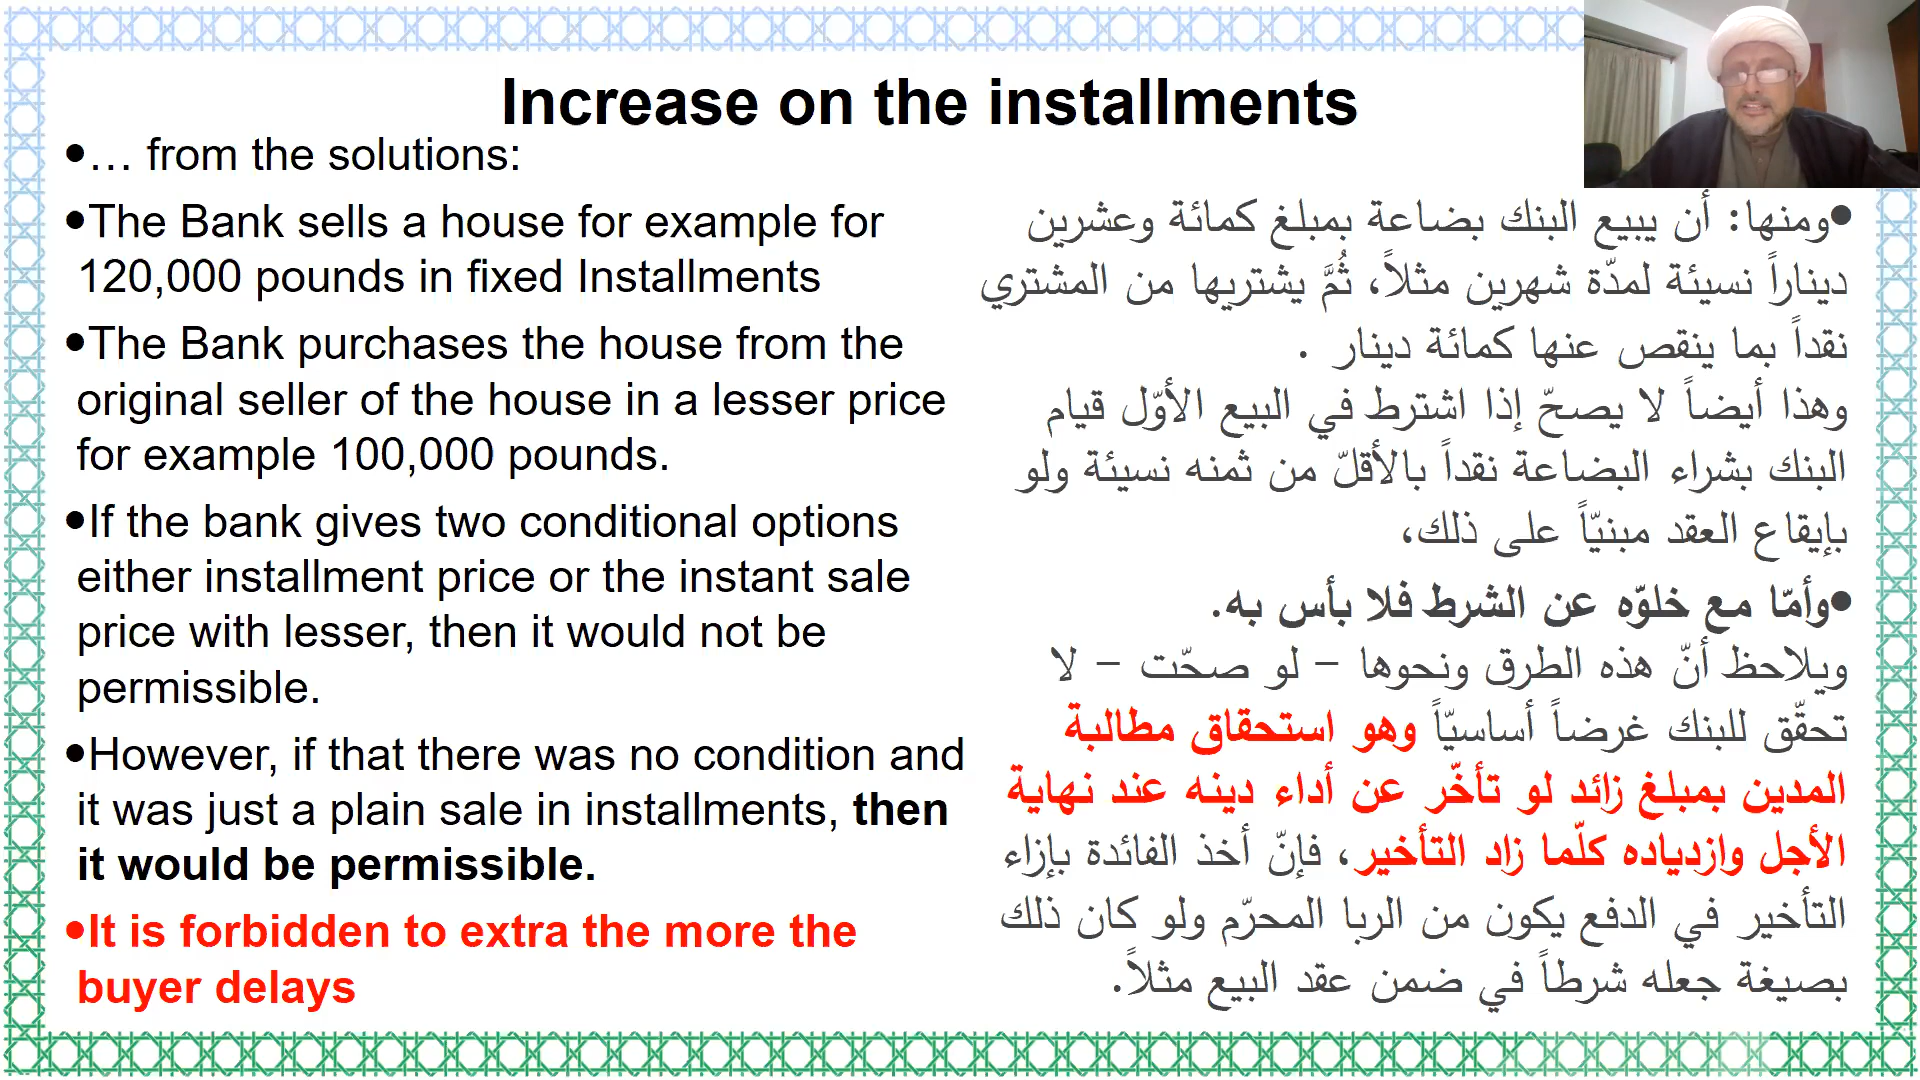 Increase on the installments
•… from the solutions:
•The Bank sells a house for example for
120,000 pounds in fixed Installments
•The Bank purchases the house from the
original seller of the house in a lesser price
for example 100,000 pounds.
•If the bank gives two conditional options
either installment price or the instant sale
price with lesser, then it would not be
permissible.
•However, if that there was no condition and
it was just a plain sale in installments, then
it would be permissible.
•It is forbidden to extra the more the
buyer delays
•ومنها: أن يبيع البنك بضاعة بمبلغ كمائة وعشرين
ديناراً نسيئة لمدّة شهرين مثلاً، ثُمَّ يشتريها من المشتري
نقداً بما ينقص عنها كمائة دينار .
وهذا أيضاً لا يصحّ إذا اشترط في البيع الأوّل قيام
البنك بشراء البضاعة نقداً بالأقلّ من ثمنه نسيئة ولو
بإيقاع العقد مبنيّاً على ذلك،
•وأمّا مع خلوّه عن الشرط فلا بأس به.
ويلاحظ أنّ هذه الطرق ونحوها – لو صحّت – لا
تحقّق للبنك غرضاً أساسيّاً وهو استحقاق مطالبة
المدين بمبلغ زائد لو تأخّر عن أداء دينه عند نهاية
الأجل وازدياده كلّما زاد التأخير، فإنّ أخذ الفائدة بإزاء
التأخير في الدفع يكون من الربا المحرّم ولو كان ذلك
بصيغة جعله شرطاً في ضمن عقد البيع مثلاً.